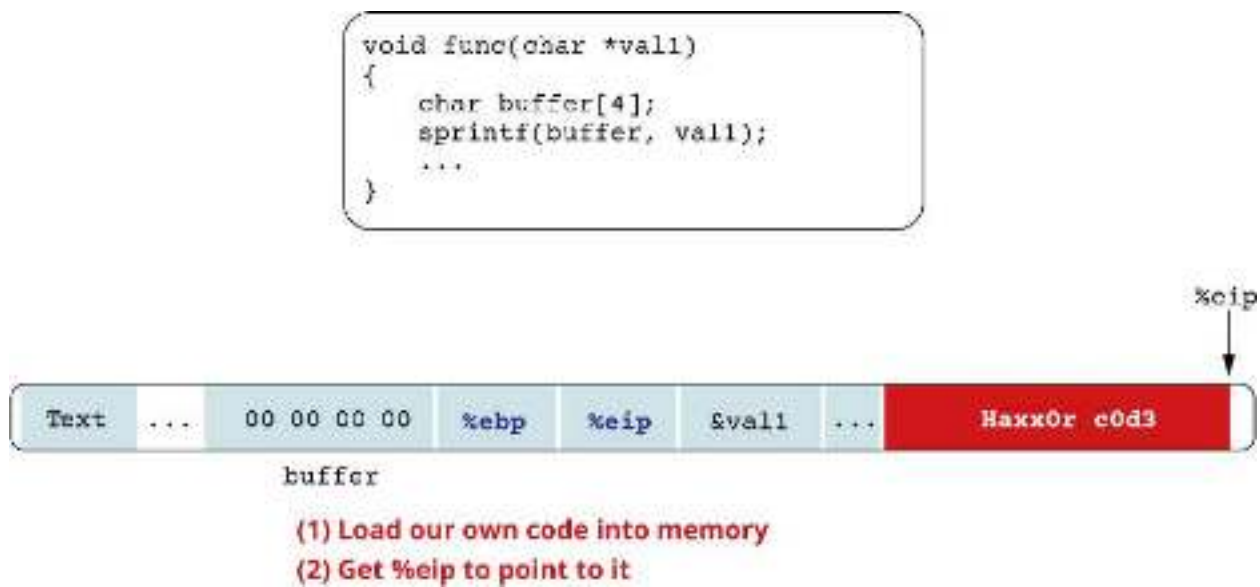 void func(char *val1)
{
char buffer[4];
sprintf(buffer, val1);
...
}
%eip
Text ... 00 00 00 00 %ebp %eip &val1 ... Haxx0r c0d3
buffer
(1) Load our own code into memory
(2) Get %eip to point to it